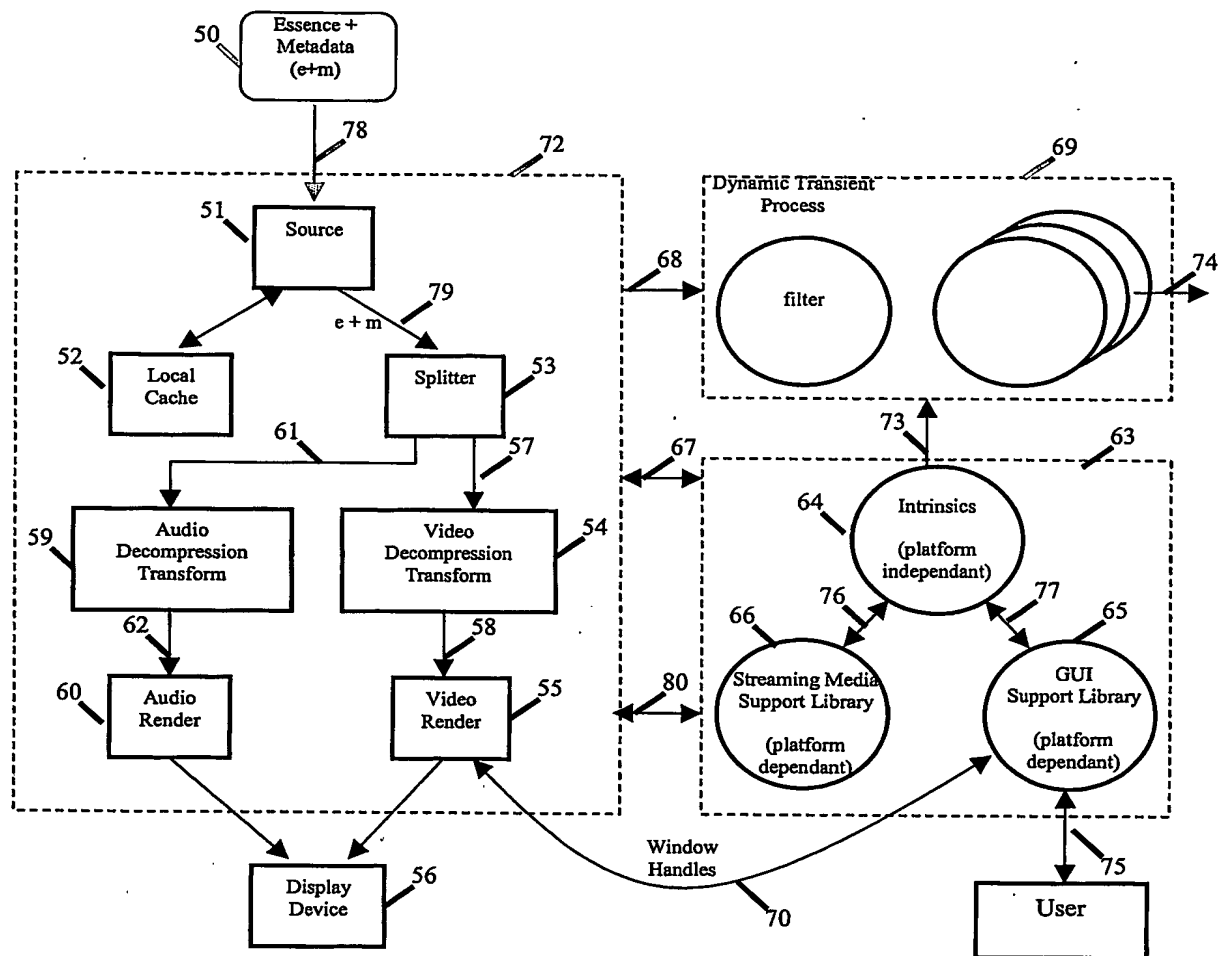 50
Essence +
Metadata
(e+m)
78
72
69
Dynamic Transient
Process
51
Source
68
74
79
e + m
filter
52
Local
Cache
Splitter
53
61
57
67
73
63
64
Intrinsics
(platform
independant)
59
Audio
Decompression
Transform
Video
Decompression
Transform
54
76
77
62
58
66
65
60
Audio
Render
Video
Render
55
80
Streaming Media
Support Library
(platform
dependant)
GUI
Support Library
(platform
dependant)
Window
Handles
70
75
Display
Device
56
User